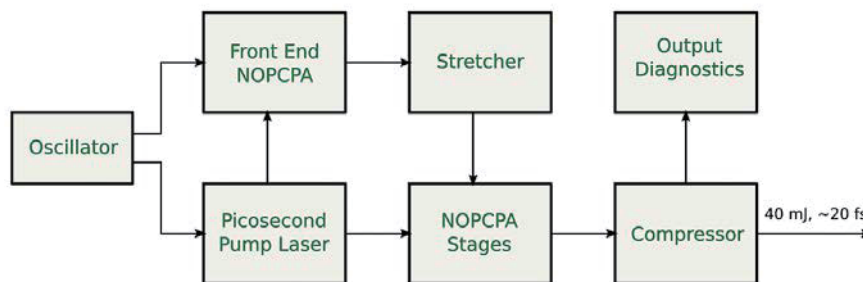 Front End
NOPCPA
Stretcher
Output
Diagnostics
Oscillator
Picosecond
Pump Laser
NOPCPA
Stages
Compressor
40 mJ, ~20 fs